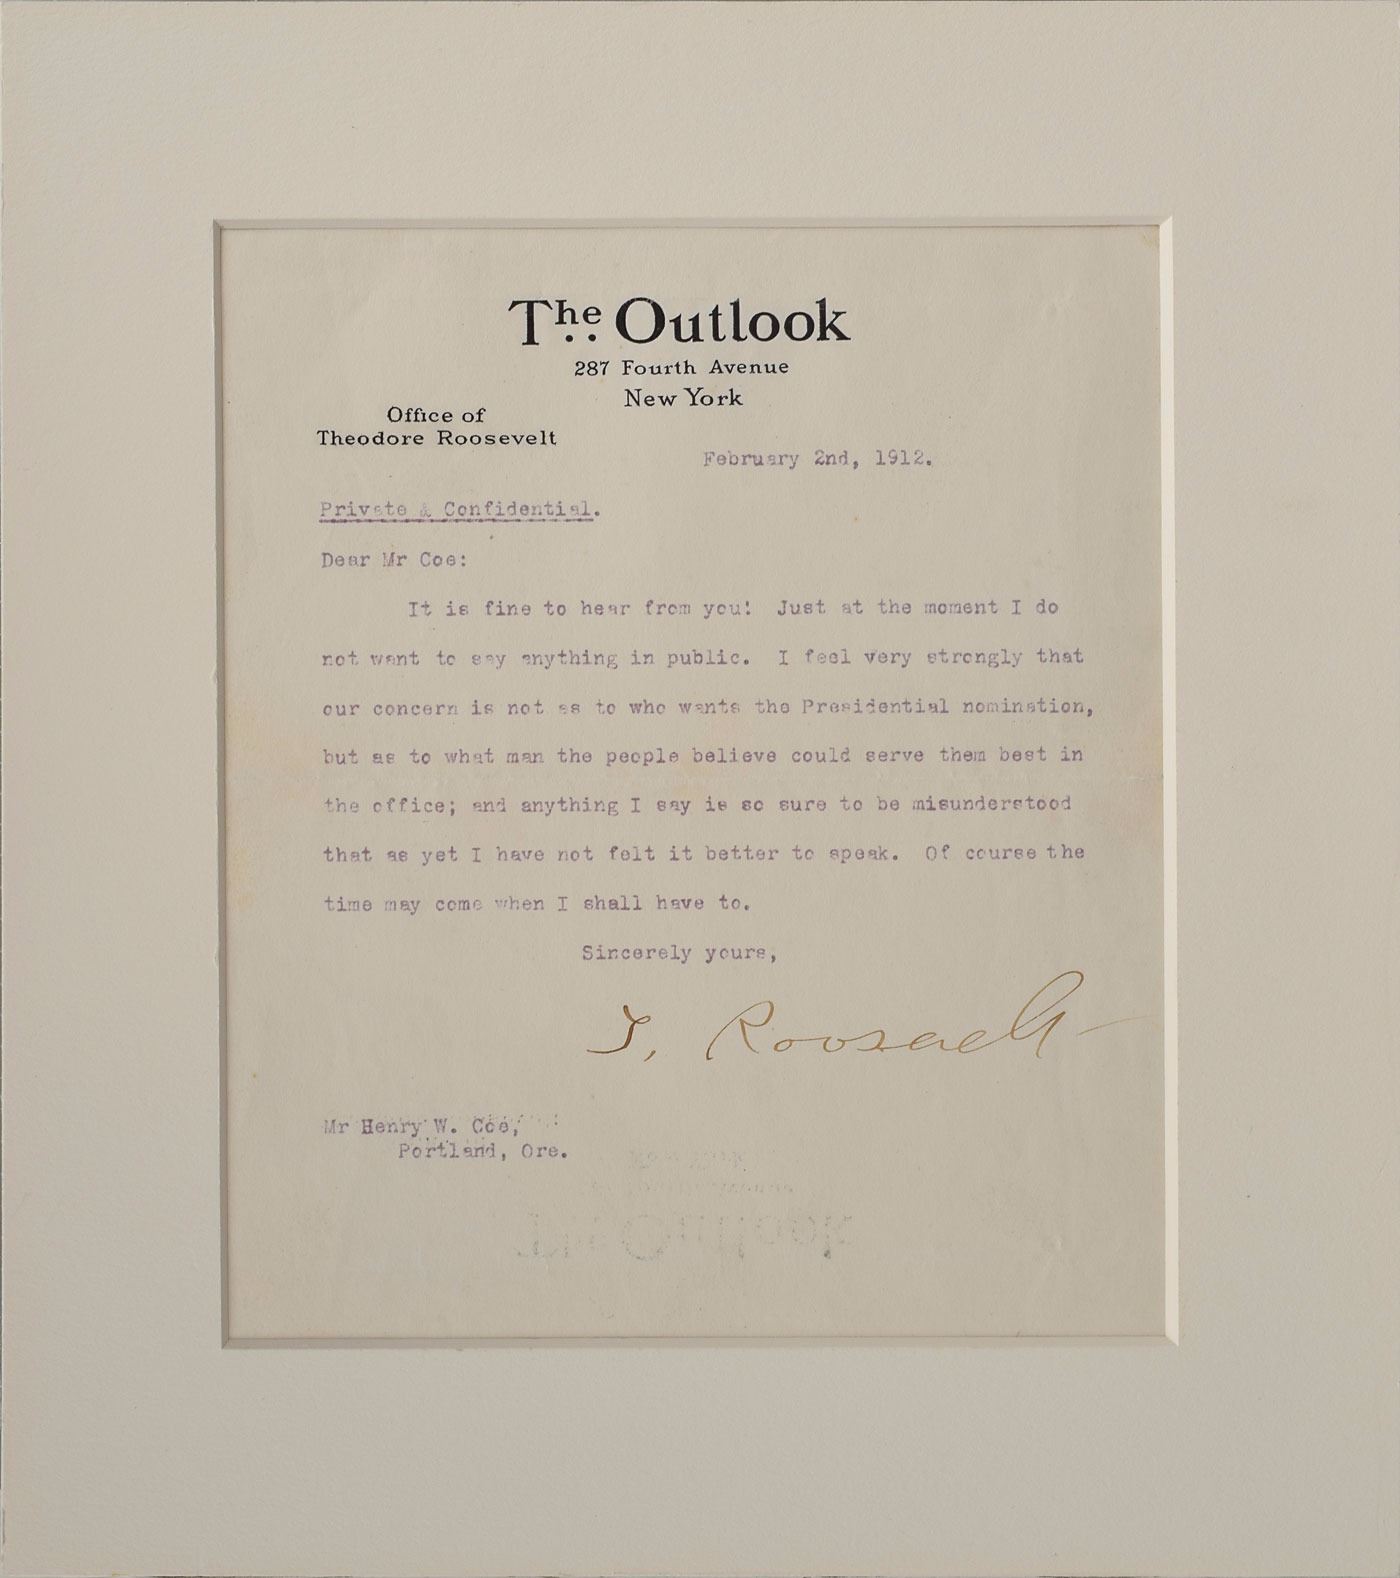 The Outlook
287 Fourth Avenue
New York
Office of
Theodore Roosevelt
February 2nd, 1912.
Private & Confidential.
Dear Mr Coe:
It is fine to hear from you! Just at the moment I do
not want to say anything in public. I feel very strongly that
our concern is not as to who wants the Presidential nomination,
but as to what man the people believe could serve them best in
the office; and anything I say is so sure to be misunderstood
that as yet I have not felt it better to speak. Of course the
time may come when I shall have to.
Sincerely yours,
T. Roosevelt
Mr Henry W. Coe,
Portland, Ore.